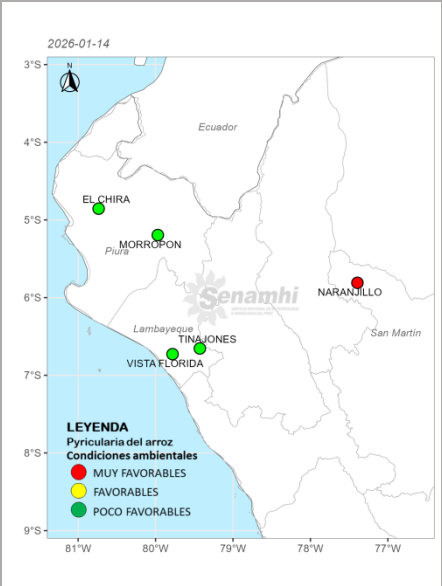 2026-01-14
3°S
N
Ecuador
4°S
EL CHIRA
5°S
MORROPON
Piura
6°S
Senamhi
NARANJILLO
Lambayeque
San Martín
TINAJONES
VISTA FLORIDA
7°S
LEYENDA
Pyricularia del arroz
Condiciones ambientales
8°S
MUY FAVORABLES
FAVORABLES
POCO FAVORABLES
9°S
81°W 80°W 79°W 78°W 77°W